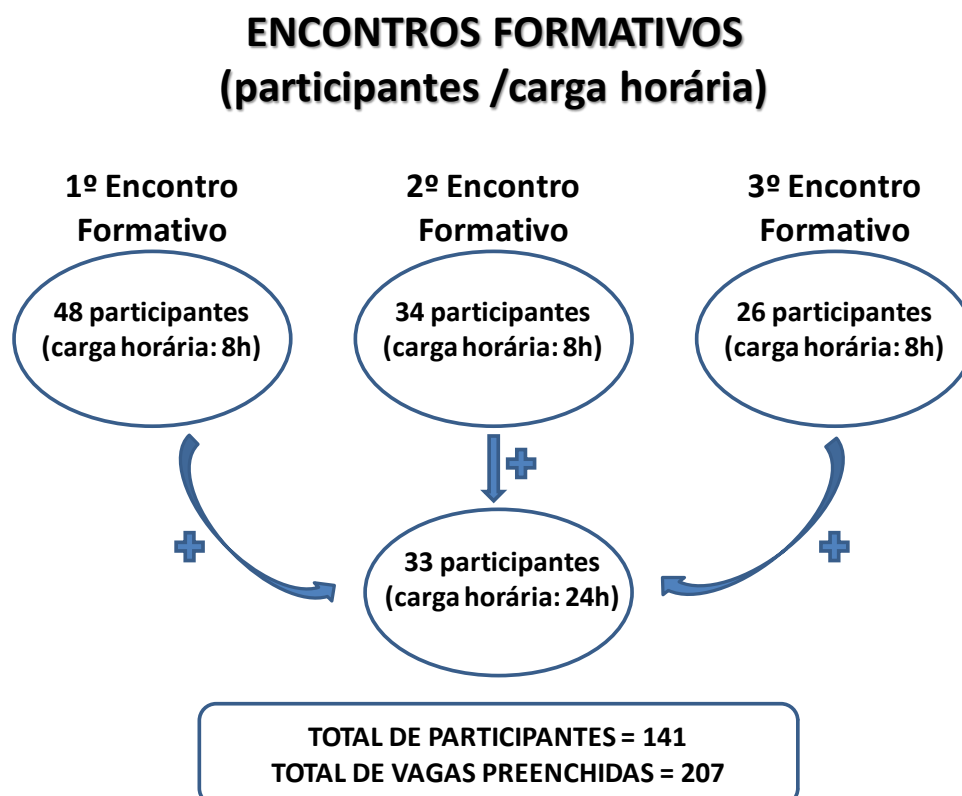 ENCONTROS FORMATIVOS
(participantes /carga horária)
1º Encontro
Formativo
2º Encontro
Formativo
3º Encontro
Formativo
48 participantes
(carga horária: 8h)
34 participantes
(carga horária: 8h)
26 participantes
(carga horária: 8h)
33 participantes
(carga horária: 24h)
TOTAL DE PARTICIPANTES = 141
TOTAL DE VAGAS PREENCHIDAS = 207